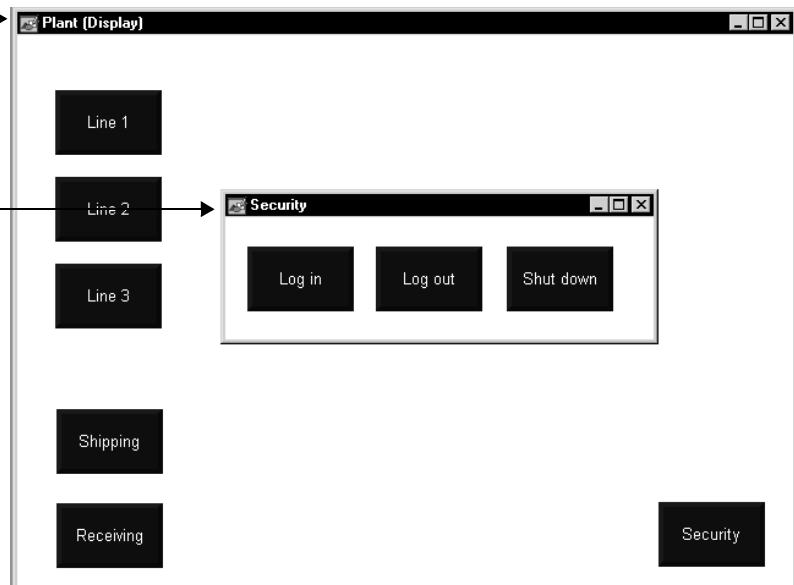 Plant (Display)
Line 1
Line 2
Security
Log in
Log out
Shut down
Line 3
Shipping
Receiving
Security